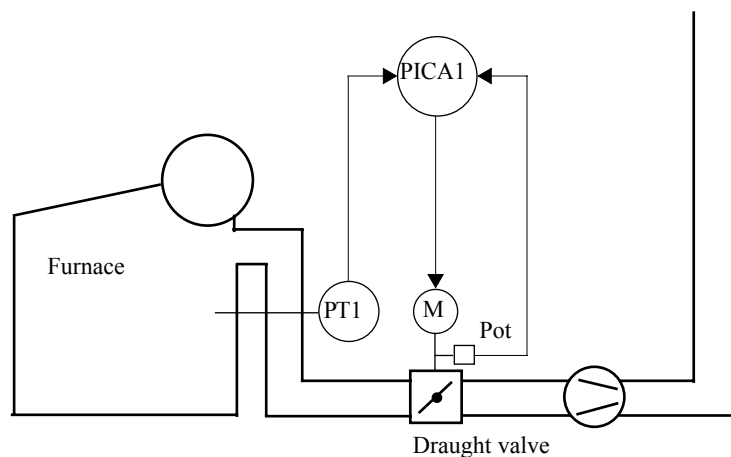 PICA1
Furnace
PT1
M
Pot
Draught valve